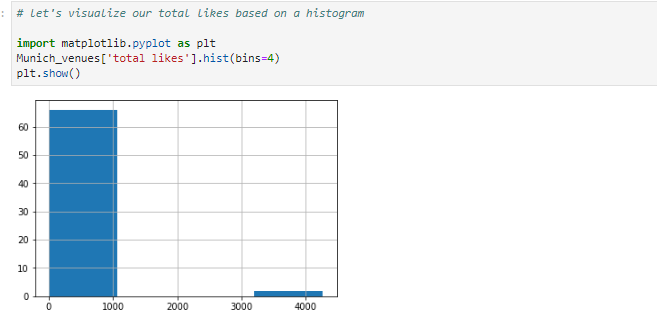 : # let's visualize our total likes based on a histogram
import matplotlib.pyplot as plt
Munich_venues['total likes'].hist(bins=4)
plt.show()
60
50
40
30
20
10
0
0 1000 2000 3000 4000